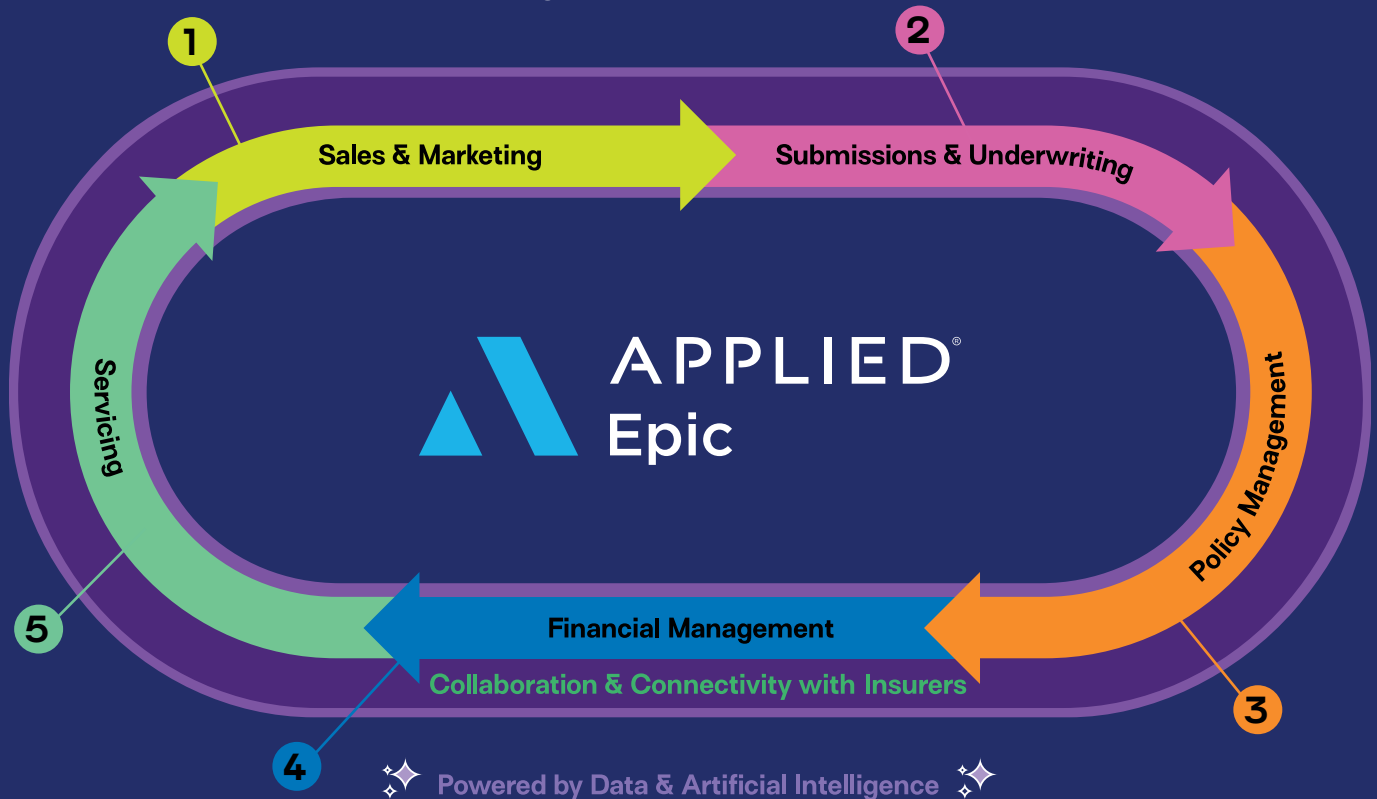 1
2
Sales & Marketing
Submissions & Underwriting
APPLIED®
Epic
Servicing
Policy Management
5
Financial Management
Collaboration & Connectivity with Insurers
3
4
Powered by Data & Artificial Intelligence